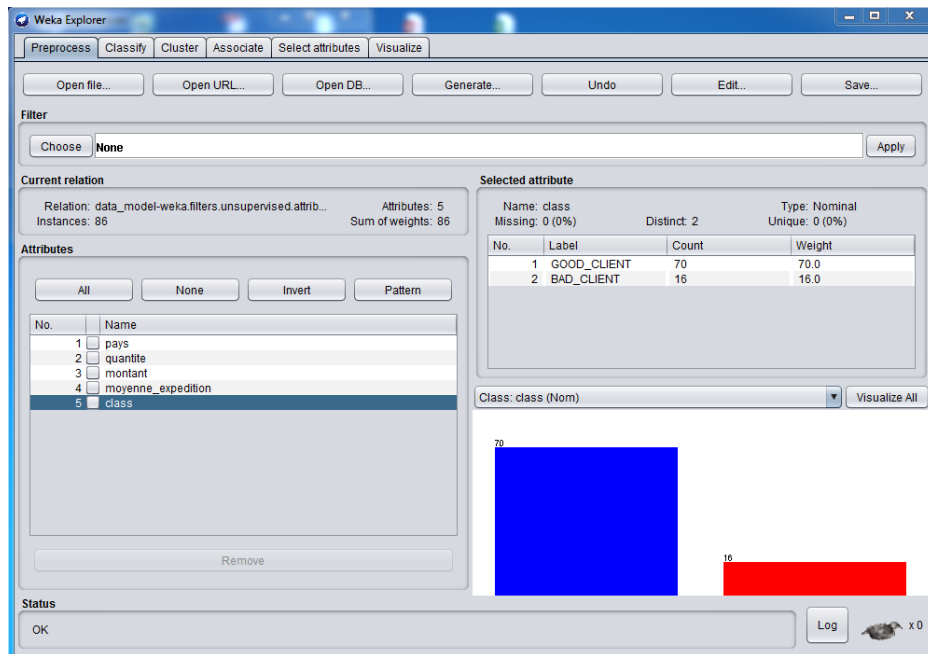 Weka Explorer
Preprocess Classify Cluster Associate Select attributes Visualize
Open file... Open URL... Open DB... Generate... Undo Edit... Save...
Filter
Choose None Apply
Current relation
Relation: data_model-weka.filters.unsupervised.attrib... Attributes: 5
Instances: 86 Sum of weights: 86
Attributes
All None Invert Pattern
No. Name
1 pays
2 quantite
3 montant
4 moyenne_expedition
5 class
Remove
Selected attribute
Name: class Type: Nominal
Missing: 0 (0%) Distinct: 2 Unique: 0 (0%)
No. Label Count Weight
1 GOOD_CLIENT 70 70.0
2 BAD_CLIENT 16 16.0
Class: class (Nom) Visualize All
70
16
Status
OK
Log x 0